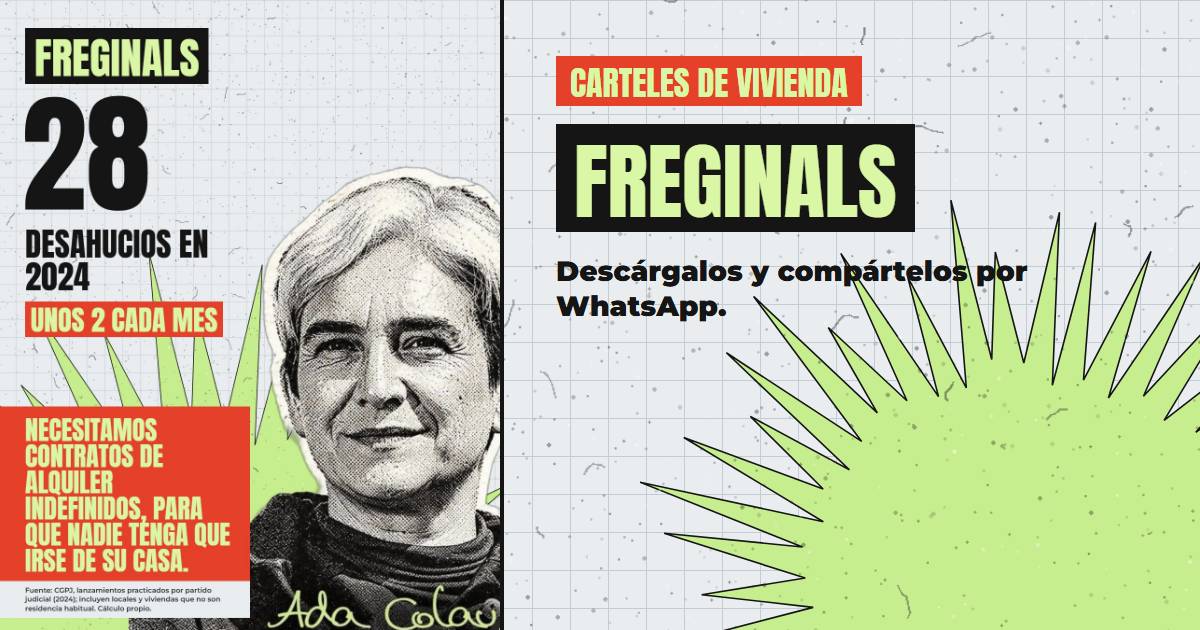 FREGINALS
28
DESAHUCIOS EN
2024
UNOS 2 CADA MES
NECESITAMOS
CONTRATOS DE
ALQUILER
INDEFINIDOS, PARA
QUE NADIE TENGA QUE
IRSE DE SU CASA.
Fuente: CGPJ, lanzamientos practicados por partido
judicial (2024); incluyen locales y viviendas que no son
residencia habitual. Cálculo propio.
Ada Colau
CARTELES DE VIVIENDA
FREGINALS
Descárgalos y compártelos por
WhatsApp.